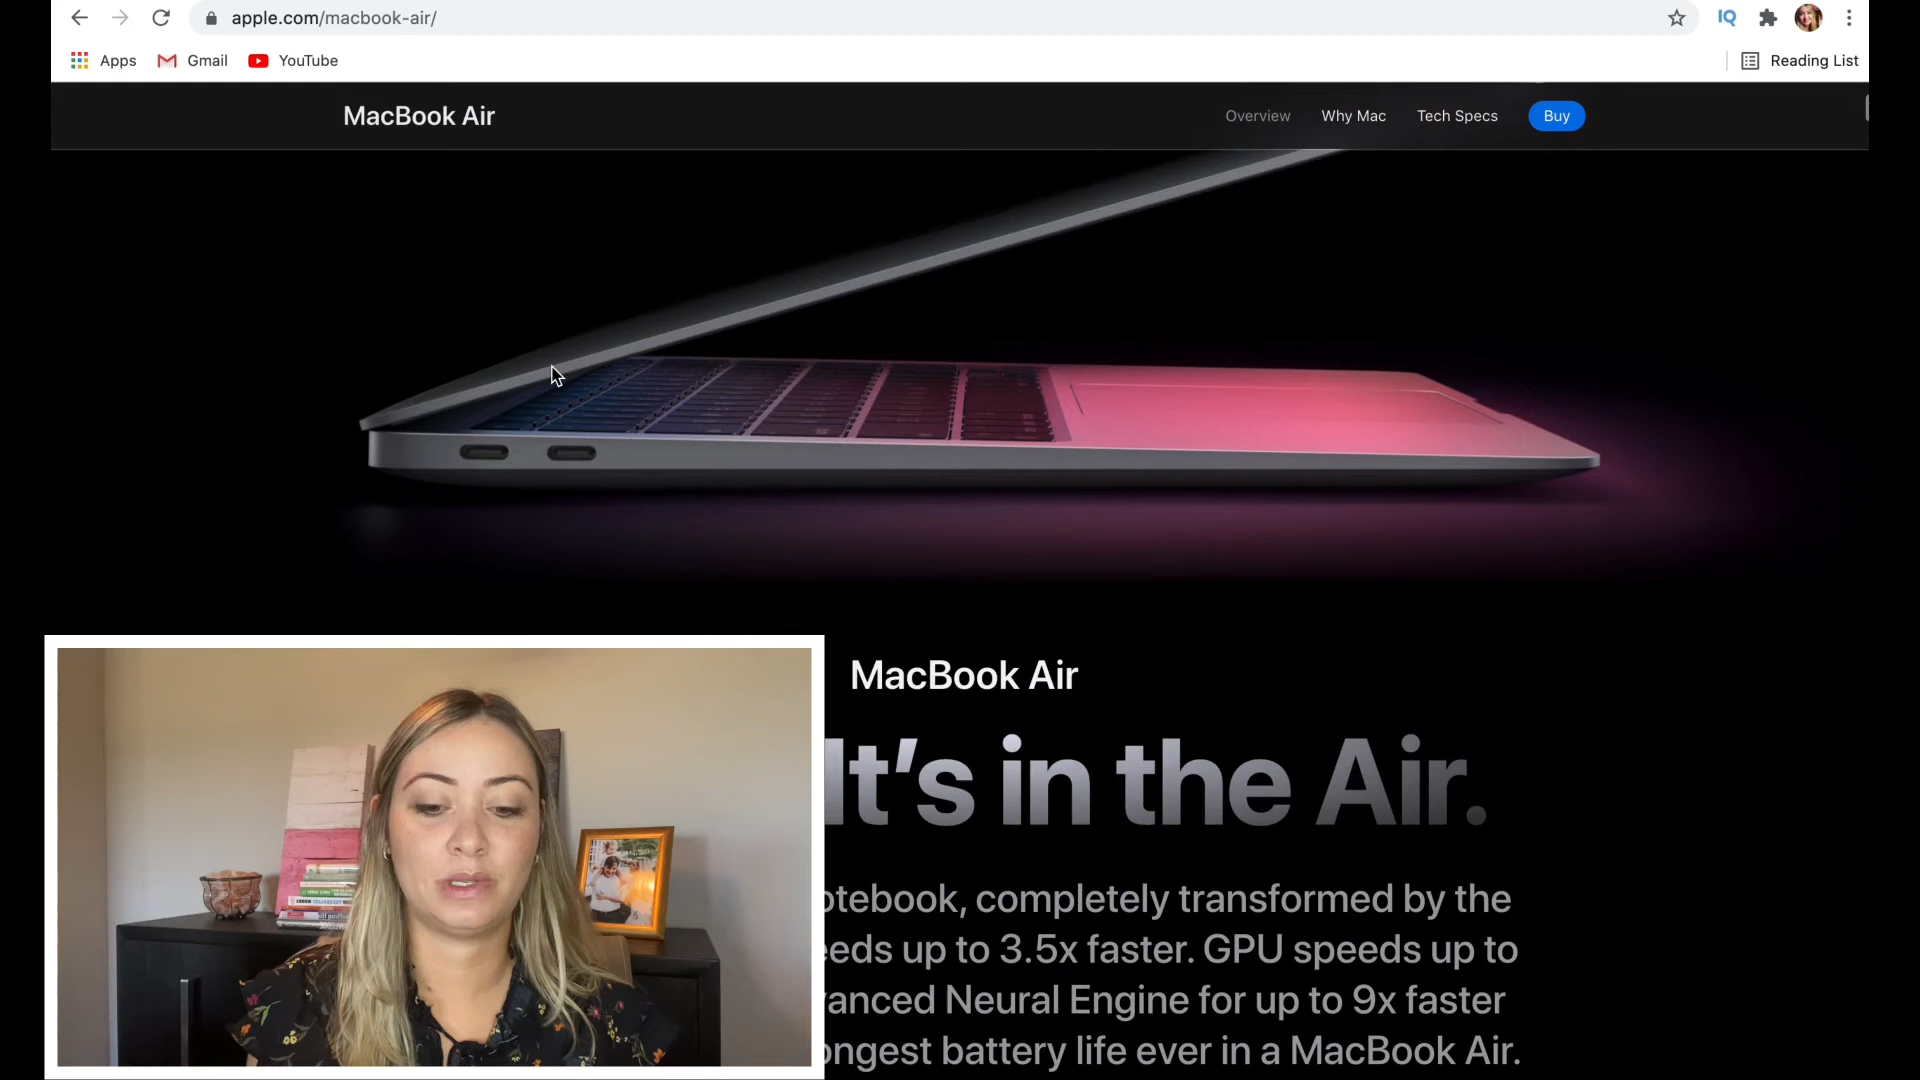 apple.com/macbook-air/
IQ
Apps Gmail YouTube Reading List
MacBook Air Overview Why Mac Tech Specs Buy
MacBook Air
It's in the Air.
otebook, completely transformed by the
eeds up to 3.5x faster. GPU speeds up to
vanced Neural Engine for up to 9x faster
ongest battery life ever in a MacBook Air.